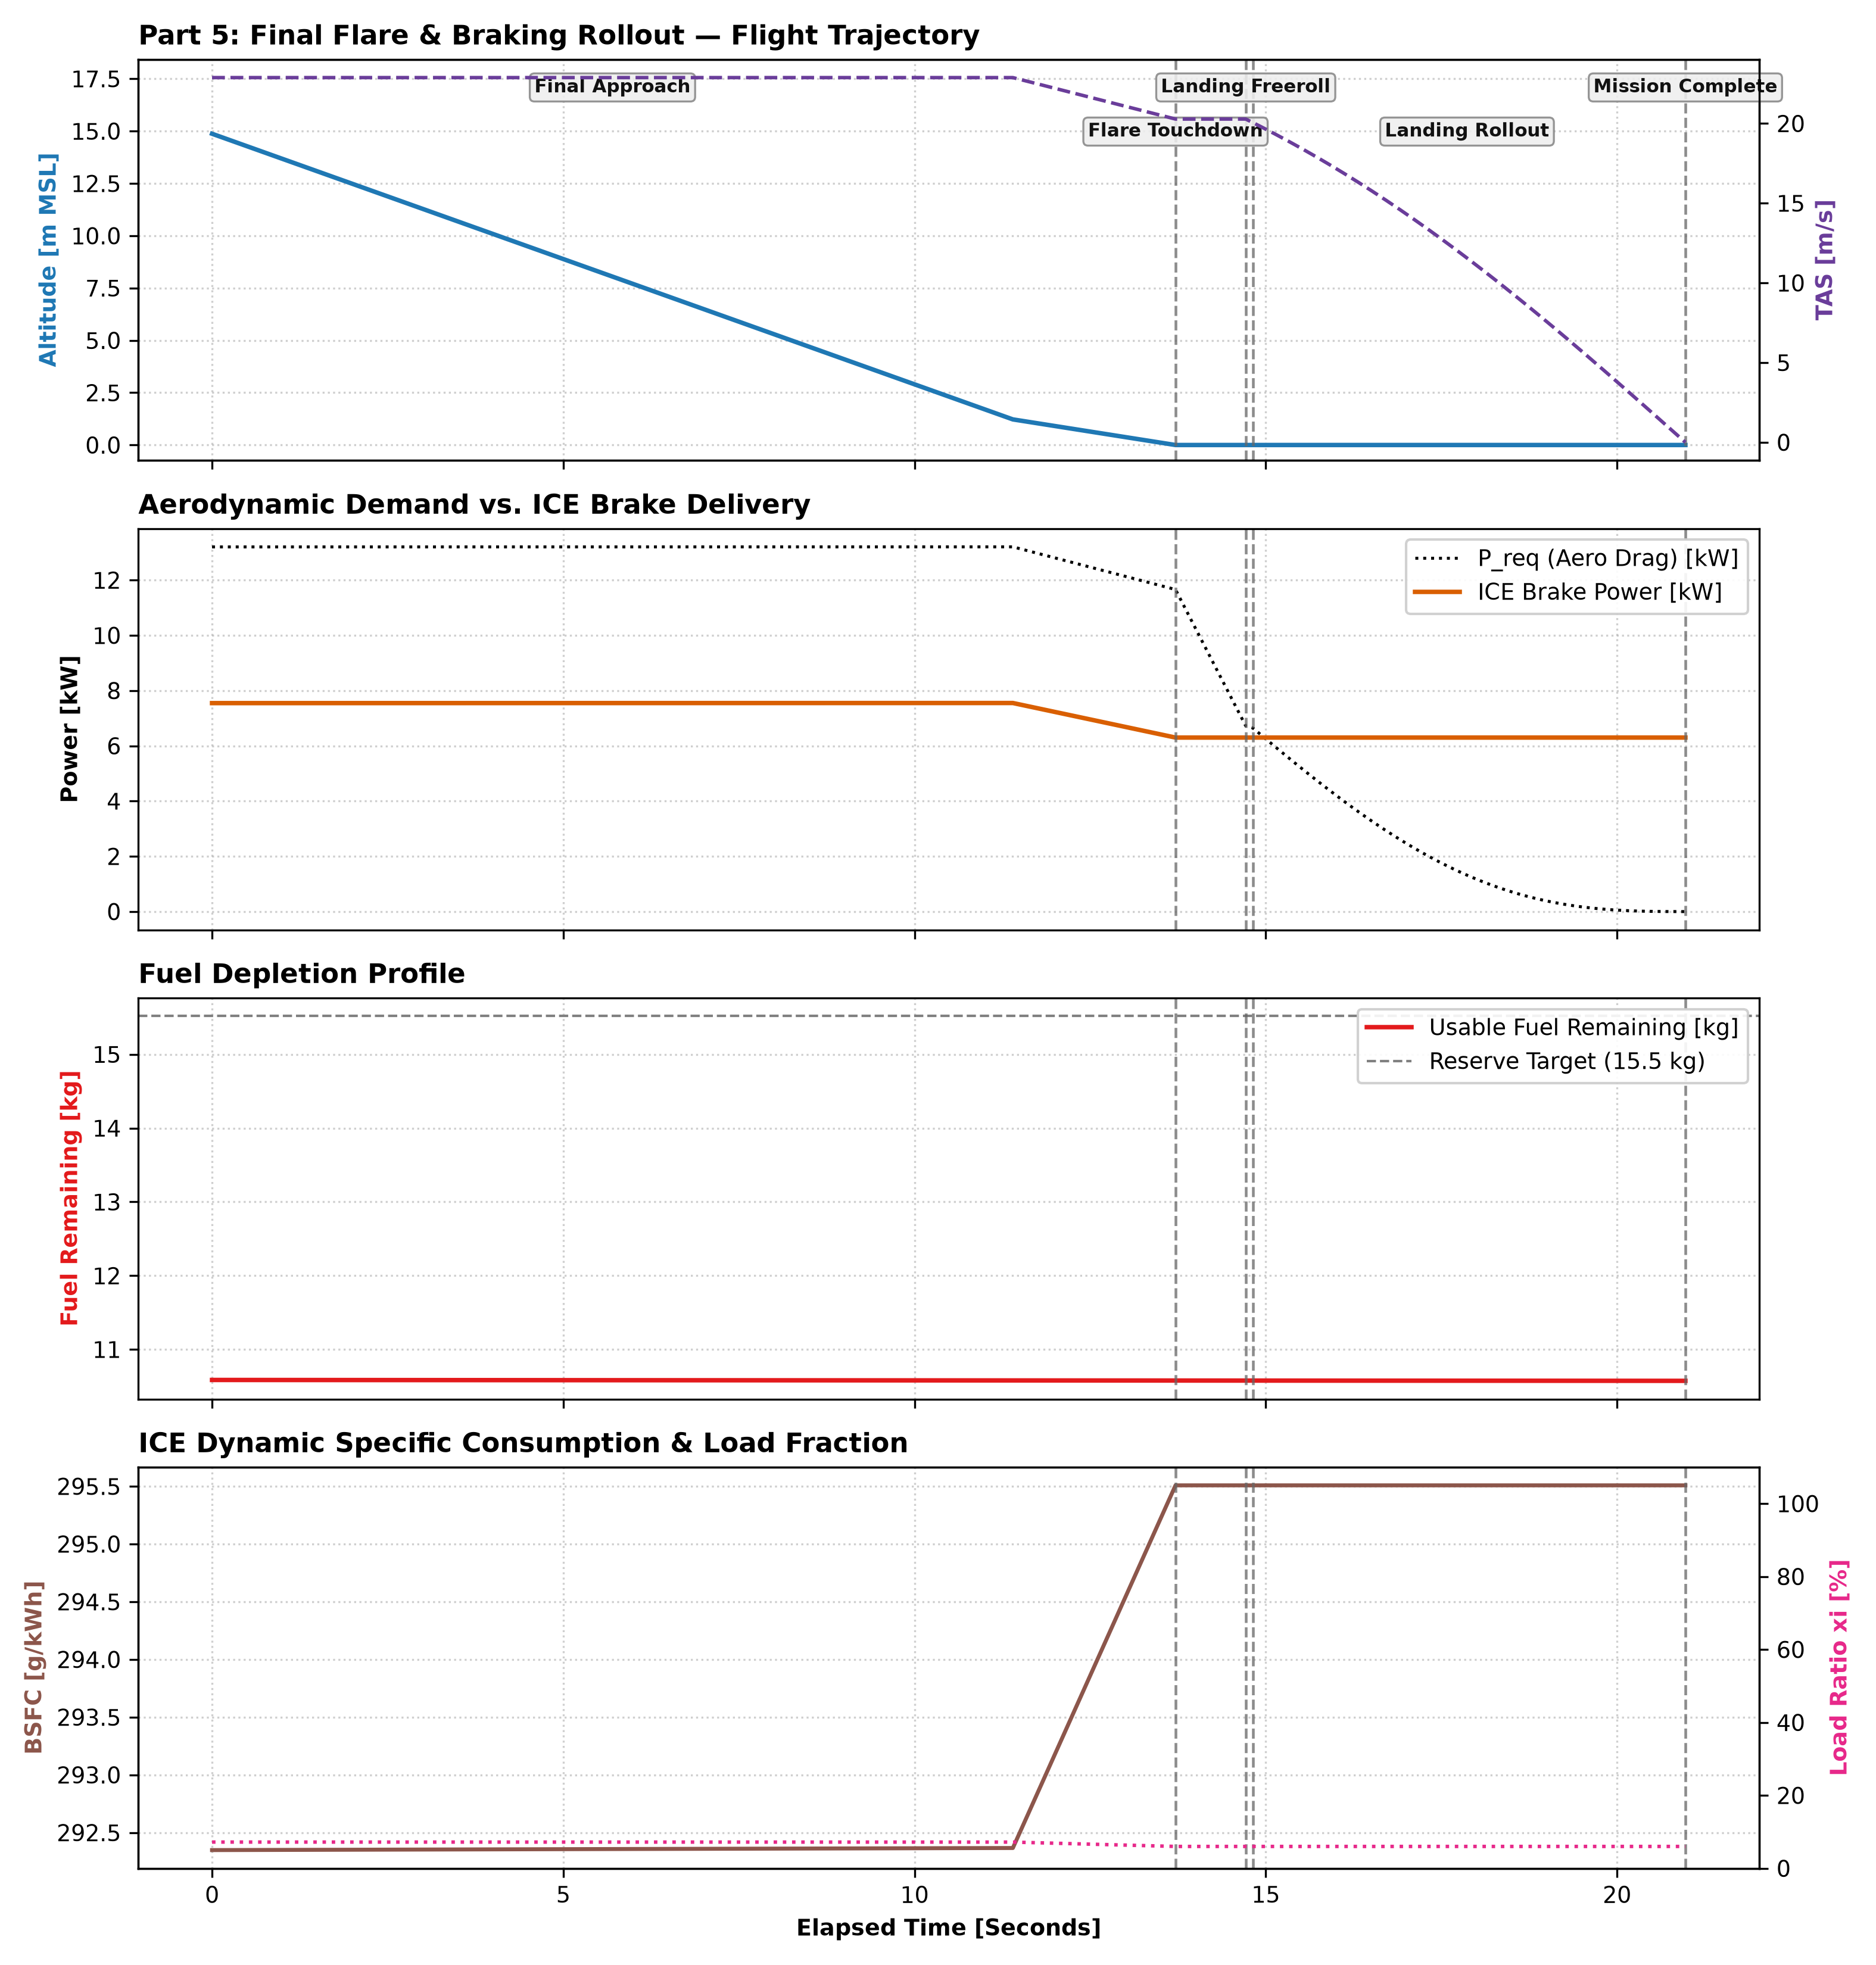 Part 5: Final Flare & Braking Rollout — Flight Trajectory
17.5
15.0
12.5
10.0
7.5
5.0
2.5
0.0
Altitude [m MSL]
Final Approach
Landing Freeroll
Mission Complete
Flare Touchdown
Landing Rollout
20
15
10
5
0
TAS [m/s]
Aerodynamic Demand vs. ICE Brake Delivery
12
10
8
6
4
2
0
Power [kW]
P_req (Aero Drag) [kW]
ICE Brake Power [kW]
Fuel Depletion Profile
15
14
13
12
11
Fuel Remaining [kg]
Usable Fuel Remaining [kg]
Reserve Target (15.5 kg)
ICE Dynamic Specific Consumption & Load Fraction
295.5
295.0
294.5
294.0
293.5
293.0
292.5
BSFC [g/kWh]
100
80
60
40
20
0
Load Ratio xi [%]
0 5 10 15 20
Elapsed Time [Seconds]